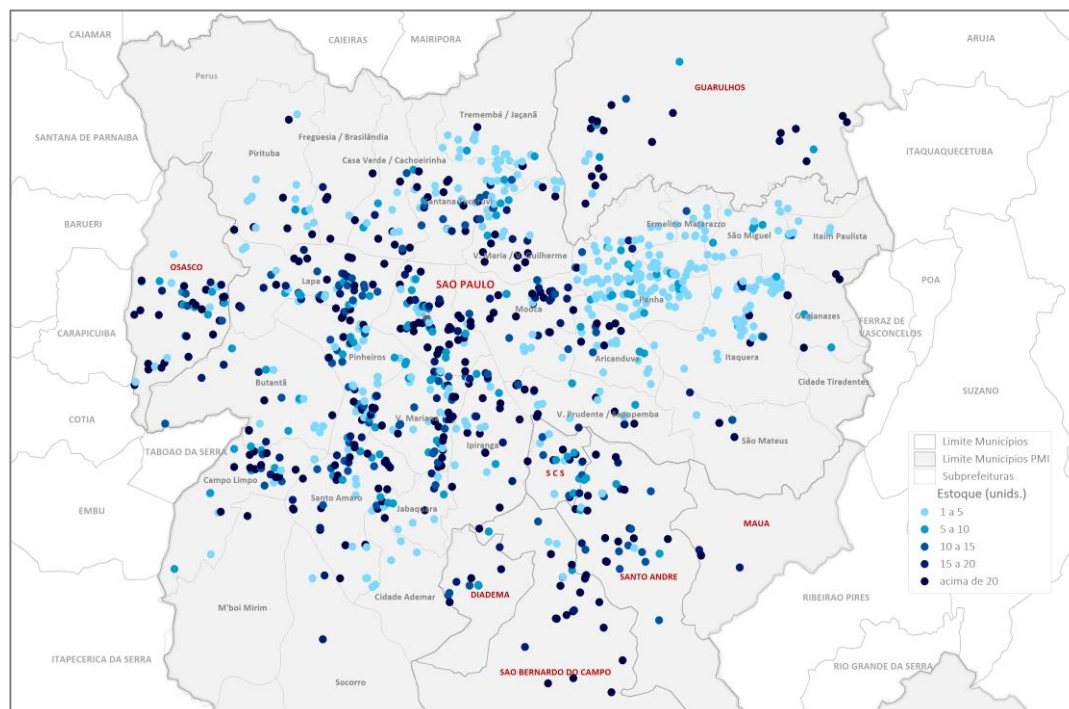 CAJAMAR
CAIEIRAS
MAIRIPORA
ARUJA
Perus
GUARULHOS
Tremembé / Jaçanã
SANTANA DE PARNAIBA
Freguesia / Brasilândia
Pirituba
Casa Verde / Cachoeirinha
ITAQUAQUECETUBA
BARUERI
Ermelino Matarazzo
São Miguel
Itaim Paulista
V. Maria / V. Guilherme
OSASCO
Lapa
SAO PAULO
POA
Penha
Mooca
CARAPICUIBA
FERRAZ DE
VASCONCELOS
Pinheiros
Aricanduva
Itaquera
Butantã
Cidade Tiradentes
SUZANO
COTIA
V. Mariana
V. Prudente / Sapopemba
Ipiranga
São Mateus
TABOAO DA SERRA
Campo Limpo
S C S
Santo Amaro
Jabaquara
EMBU
MAUA
SANTO ANDRE
DIADEMA
Cidade Ademar
M'boi Mirim
RIBEIRAO PIRES
ITAPECERICA DA SERRA
SAO BERNARDO DO CAMPO
RIO GRANDE DA SERRA
Socorro
Limite Municípios
Limite Municípios PMI
Subprefeituras
Estoque (unids.)
1 a 5
5 a 10
10 a 15
15 a 20
acima de 20